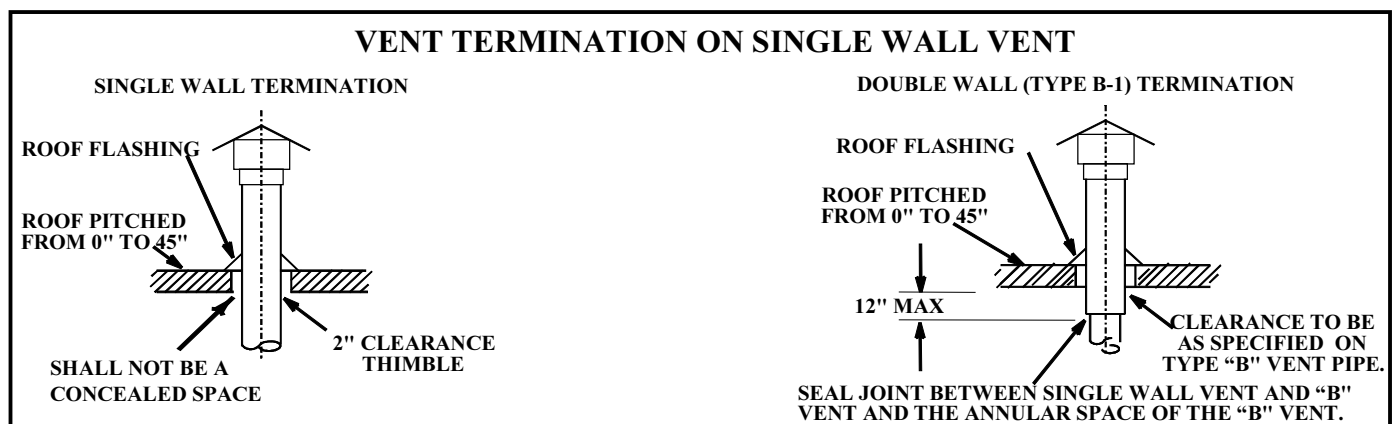 VENT TERMINATION ON SINGLE WALL VENT
SINGLE WALL TERMINATION
ROOF FLASHING
ROOF PITCHED
FROM 0" TO 45"
SHALL NOT BE A
CONCEALED SPACE
2" CLEARANCE
THIMBLE
DOUBLE WALL (TYPE B-1) TERMINATION
ROOF FLASHING
ROOF PITCHED
FROM 0" TO 45"
12" MAX
CLEARANCE TO BE
AS SPECIFIED ON
TYPE “B" VENT PIPE.
SEAL JOINT BETWEEN SINGLE WALL VENT AND “B"
VENT AND THE ANNULAR SPACE OF THE “B" VENT.